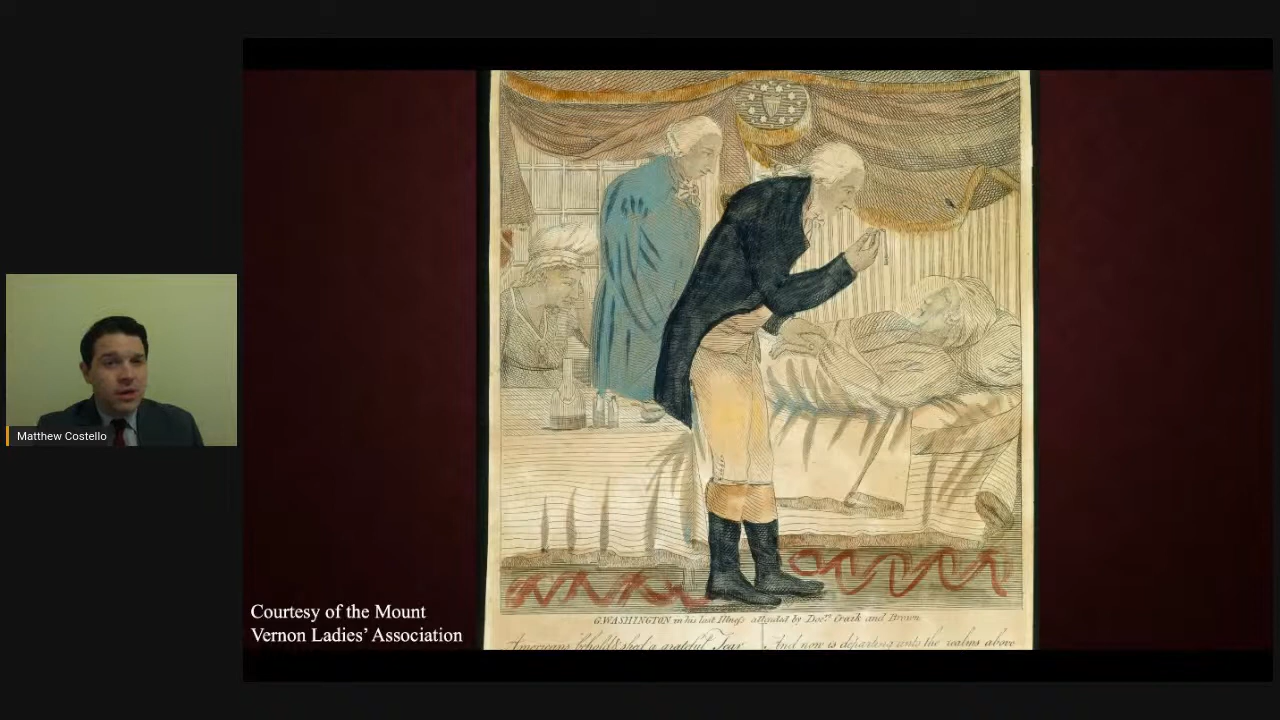 Matthew Costello
Courtesy of the Mount
Vernon Ladies' Association
G.WASHINGTON in his last Illness attended by Docrs Craik and Brown
Americans behold & shed a grateful Tear
And now is departing unto the realms above